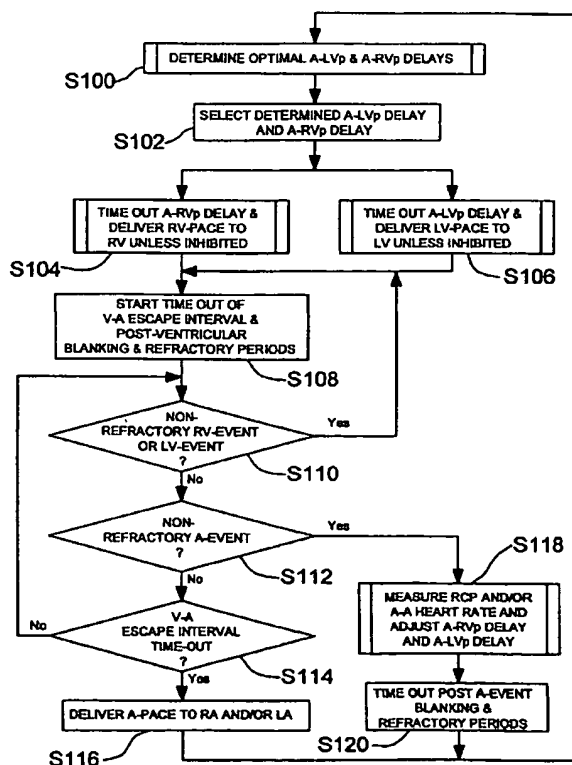 DETERMINE OPTIMAL A-LVp & A-RVp DELAYS
S100
SELECT DETERMINED A-LVp DELAY
AND A-RVp DELAY
S102
TIME OUT A-RVp DELAY &
DELIVER RV-PACE TO
RV UNLESS INHIBITED
S104
TIME OUT A-LVp DELAY &
DELIVER LV-PACE TO
LV UNLESS INHIBITED
S106
START TIME OUT OF
V-A ESCAPE INTERVAL &
POST-VENTRICULAR
BLANKING & REFRACTORY PERIODS
S108
NON-
REFRACTORY RV-EVENT
OR LV-EVENT
?
Yes
S110
No
NON-
REFRACTORY A-EVENT
?
Yes
S112
No
S118
MEASURE RCP AND/OR
A-A HEART RATE AND
ADJUST A-RVp DELAY
AND A-LVp DELAY
No
V-A
ESCAPE INTERVAL
TIME-OUT
?
S114
Yes
DELIVER A-PACE TO RA AND/OR LA
S116
TIME OUT POST A-EVENT
BLANKING &
REFRACTORY PERIODS
S120